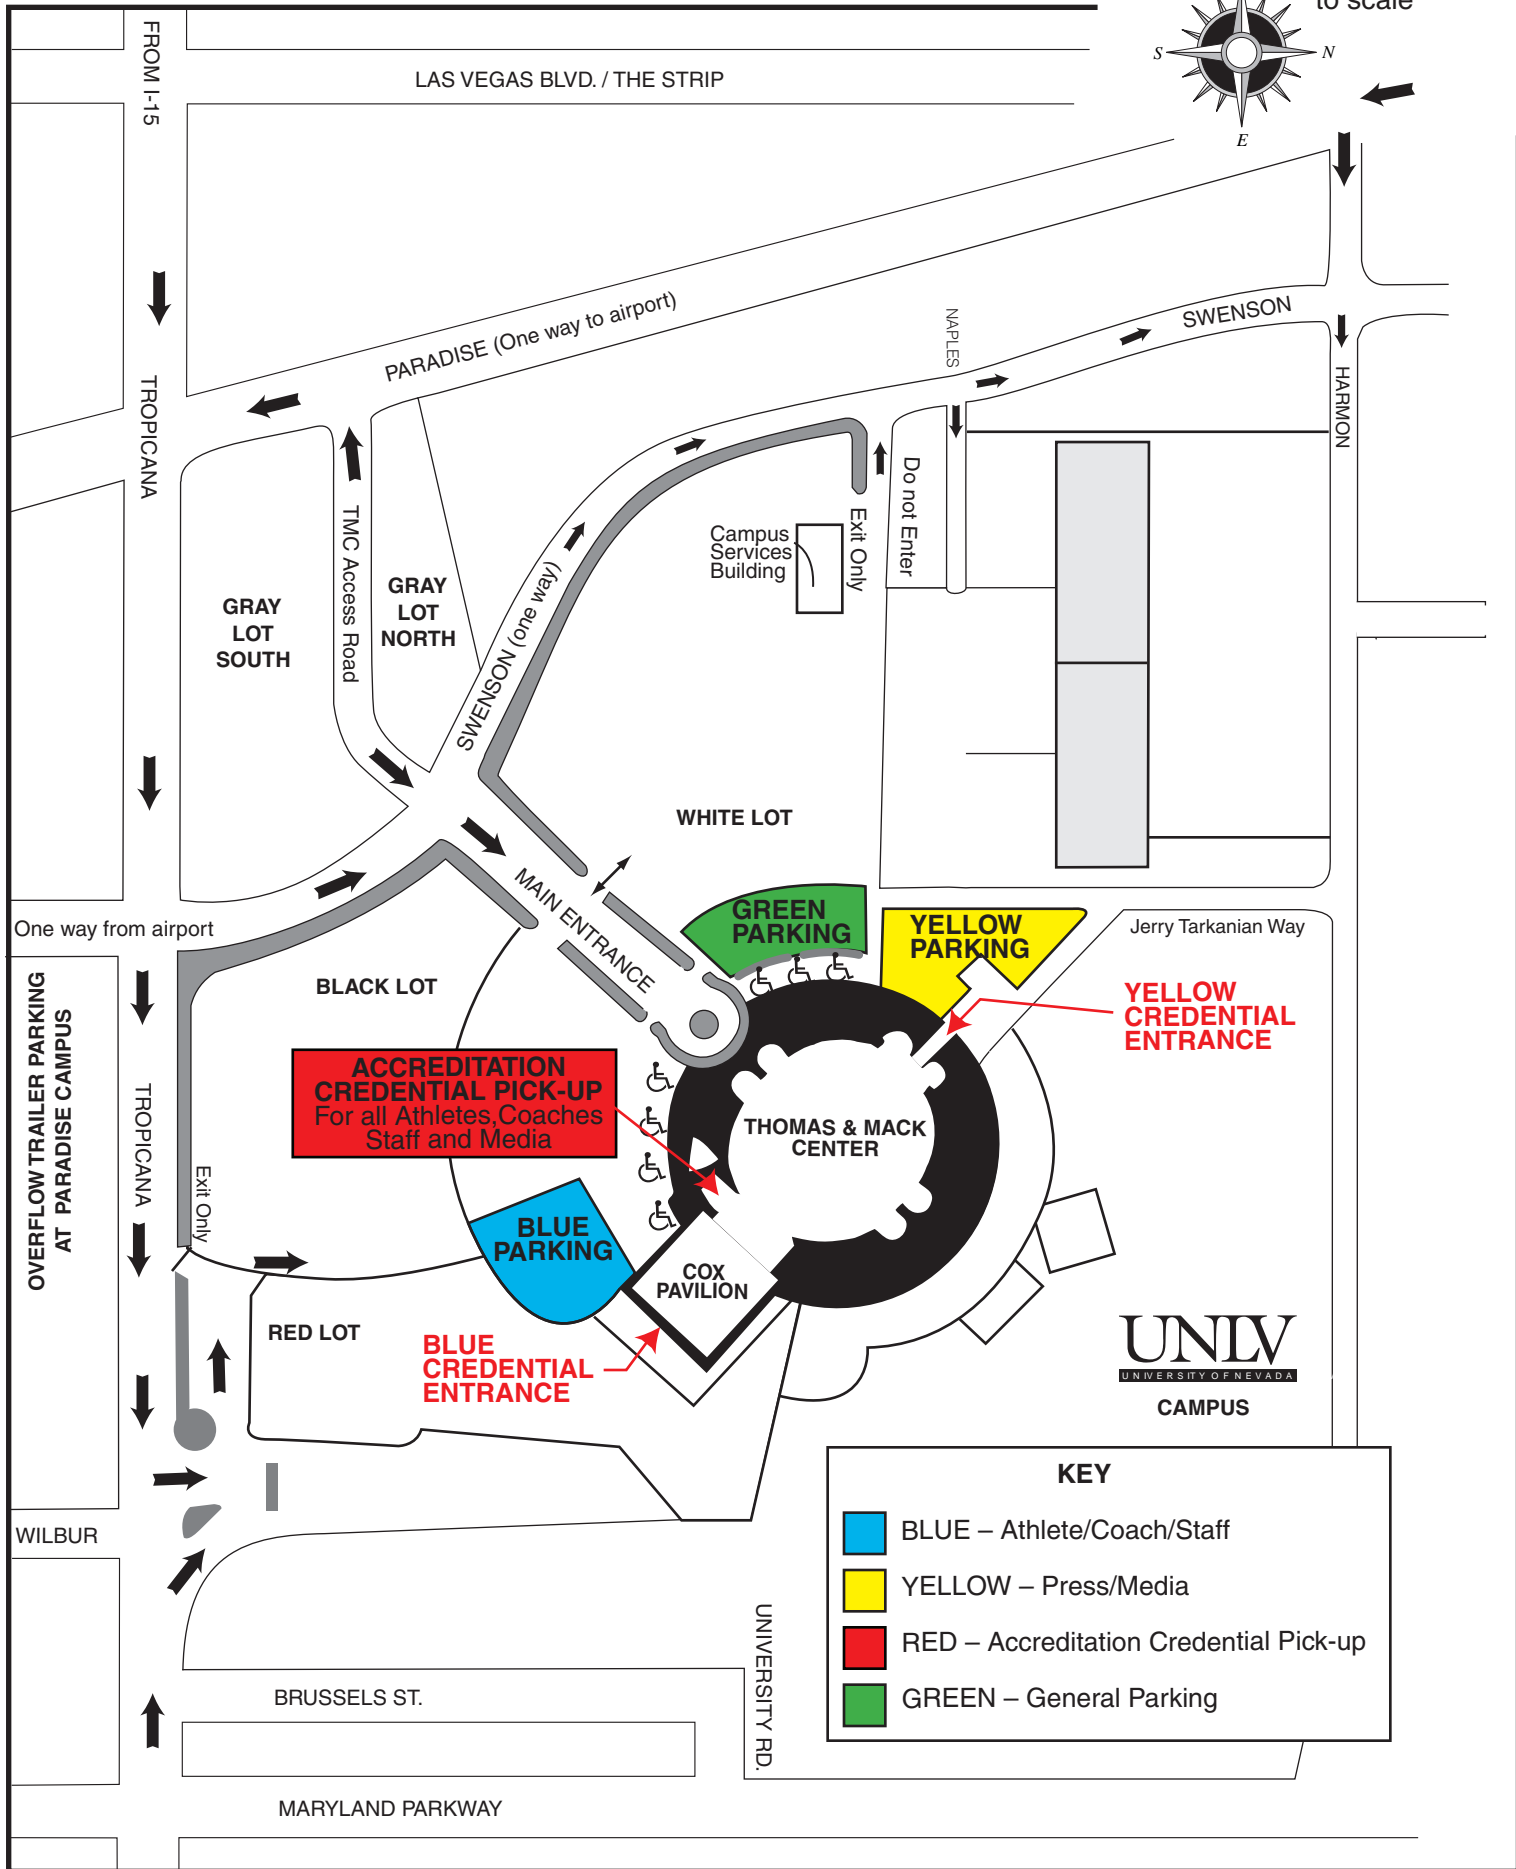 to scale
S
N
E
FROM I-15
LAS VEGAS BLVD. / THE STRIP
PARADISE (One way to airport)
NAPLES
SWENSON
TROPICANA
HARMON
TMC Access Road
Do not Enter
Exit Only
Campus
Services
Building
GRAY
LOT
NORTH
GRAY
LOT
SOUTH
SWENSON (one way)
WHITE LOT
MAIN ENTRANCE
GREEN
PARKING
YELLOW
PARKING
Jerry Tarkanian Way
One way from airport
BLACK LOT
YELLOW
CREDENTIAL
ENTRANCE
OVERFLOW TRAILER PARKING
AT PARADISE CAMPUS
TROPICANA
Exit Only
ACCREDITATION
CREDENTIAL PICK-UP
For all Athletes,Coaches
Staff and Media
THOMAS & MACK
CENTER
BLUE
PARKING
COX
PAVILION
RED LOT
BLUE
CREDENTIAL
ENTRANCE
UNLV
UNIVERSITY OF NEVADA
CAMPUS
WILBUR
KEY
BLUE – Athlete/Coach/Staff
YELLOW – Press/Media
RED – Accreditation Credential Pick-up
GREEN – General Parking
UNIVERSITY RD.
BRUSSELS ST.
MARYLAND PARKWAY